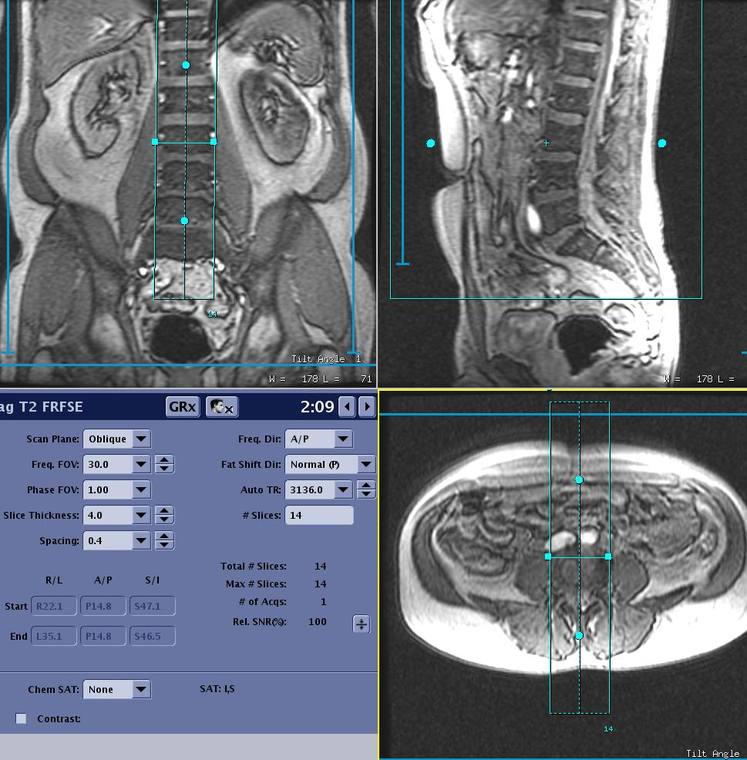 14
Tilt Angle 1
W = 178 L = 71
W = 178 L =
ag T2 FRFSE GRx 2:09
Scan Plane: Oblique Freq. Dir: A/P
Freq. FOV: 30.0 Fat Shift Dir: Normal (P)
Phase FOV: 1.00 Auto TR: 3136.0
Slice Thickness: 4.0 # Slices: 14
Spacing: 0.4
Total # Slices: 14
R/L A/P S/I Max # Slices: 14
# of Acqs: 1
Start R22.1 P14.8 S47.1 Rel. SNR(%): 100
End L35.1 P14.8 S46.5
Chem SAT: None SAT: I,S
Contrast:
14
Tilt Angle